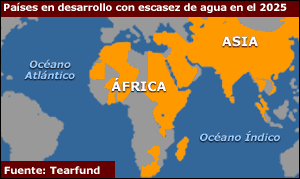 Países en desarrollo con escasez de agua en el 2025
ASIA
Océano
Atlántico
ÁFRICA
Océano Índico
Fuente: Tearfund